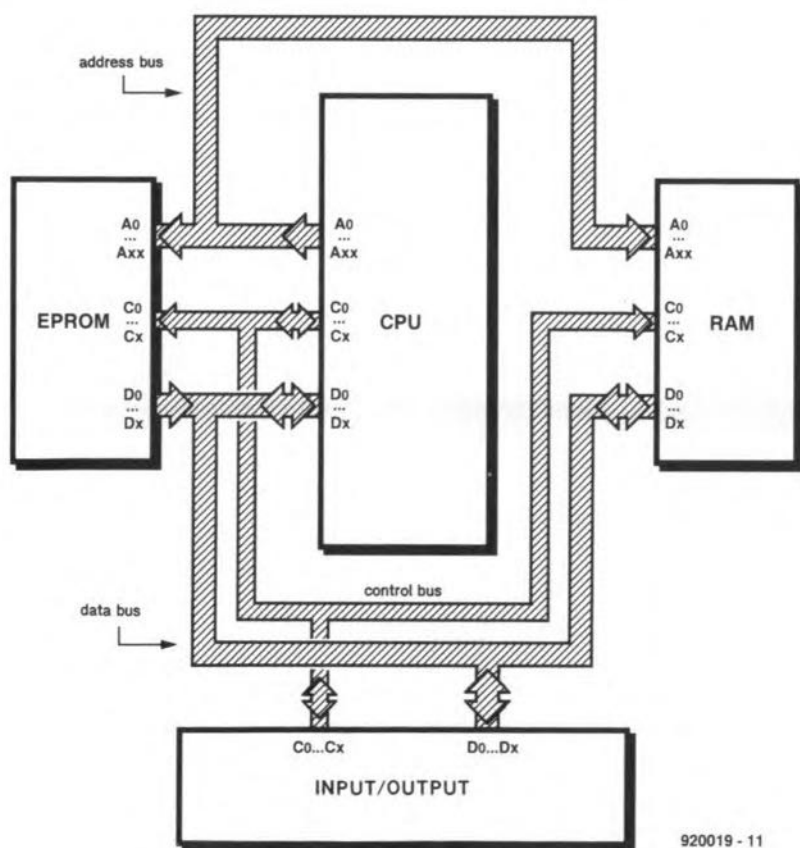 address bus
A0
...
Axx
C0
...
Cx
D0
...
Dx
EPROM
A0
...
Axx
C0
...
Cx
D0
...
Dx
CPU
A0
...
Axx
C0
...
Cx
D0
...
Dx
RAM
control bus
data bus
C0...Cx
D0...Dx
INPUT/OUTPUT
920019 - 11